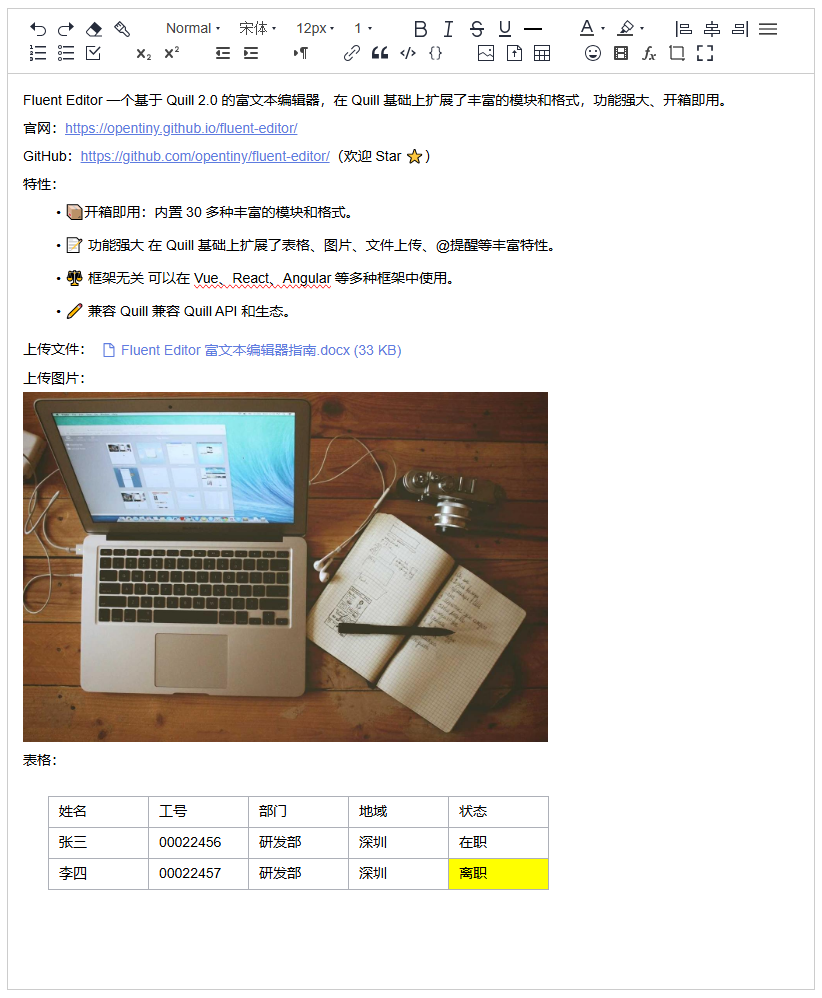 Normal 宋体 12px 1
Fluent Editor 一个基于 Quill 2.0 的富文本编辑器，在 Quill 基础上扩展了丰富的模块和格式，功能强大、开箱即用。
官网：https://opentiny.github.io/fluent-editor/
GitHub：https://github.com/opentiny/fluent-editor/（欢迎 Star ⭐）
特性：
• 📦开箱即用：内置 30 多种丰富的模块和格式。
• 📝 功能强大 在 Quill 基础上扩展了表格、图片、文件上传、@提醒等丰富特性。
• ⚖️ 框架无关 可以在 Vue、React、Angular 等多种框架中使用。
• ✏️ 兼容 Quill 兼容 Quill API 和生态。
上传文件： Fluent Editor 富文本编辑器指南.docx (33 KB)
上传图片：
表格：
姓名 工号 部门 地域 状态
张三 00022456 研发部 深圳 在职
李四 00022457 研发部 深圳 离职